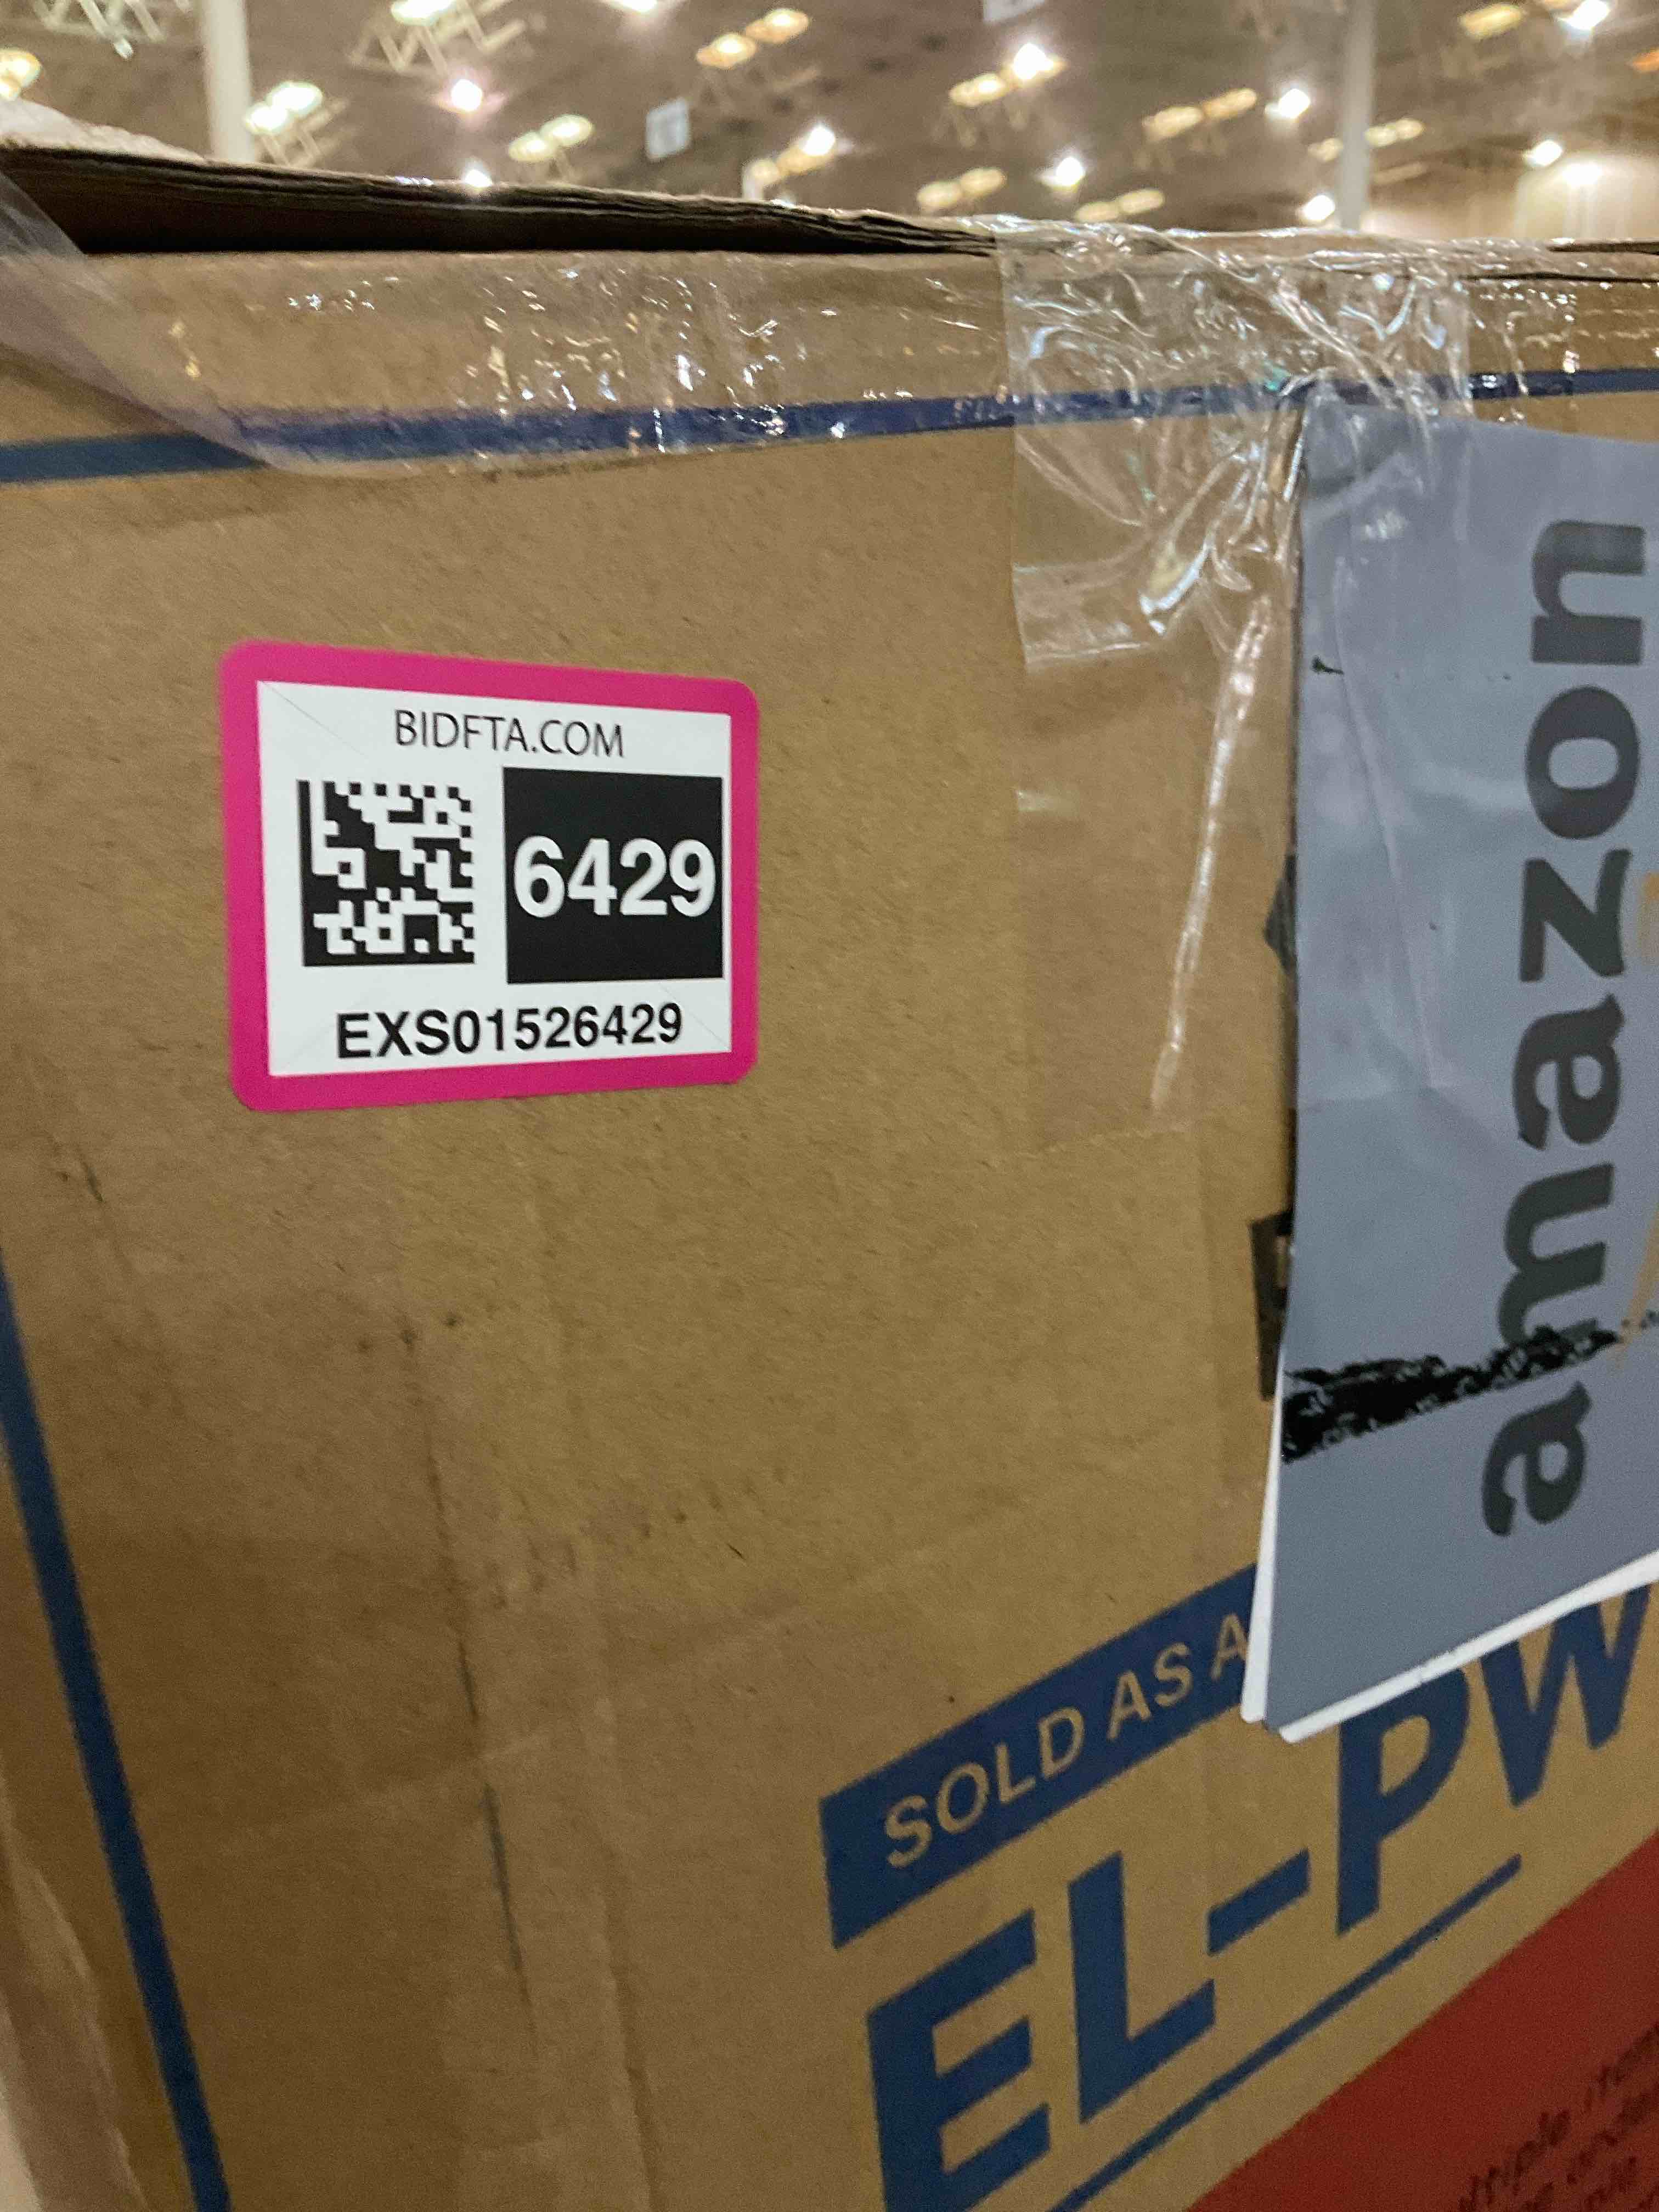 BIDFTA.COM
6429
EXS01526429
amazon
SOLD AS A
EL-PW